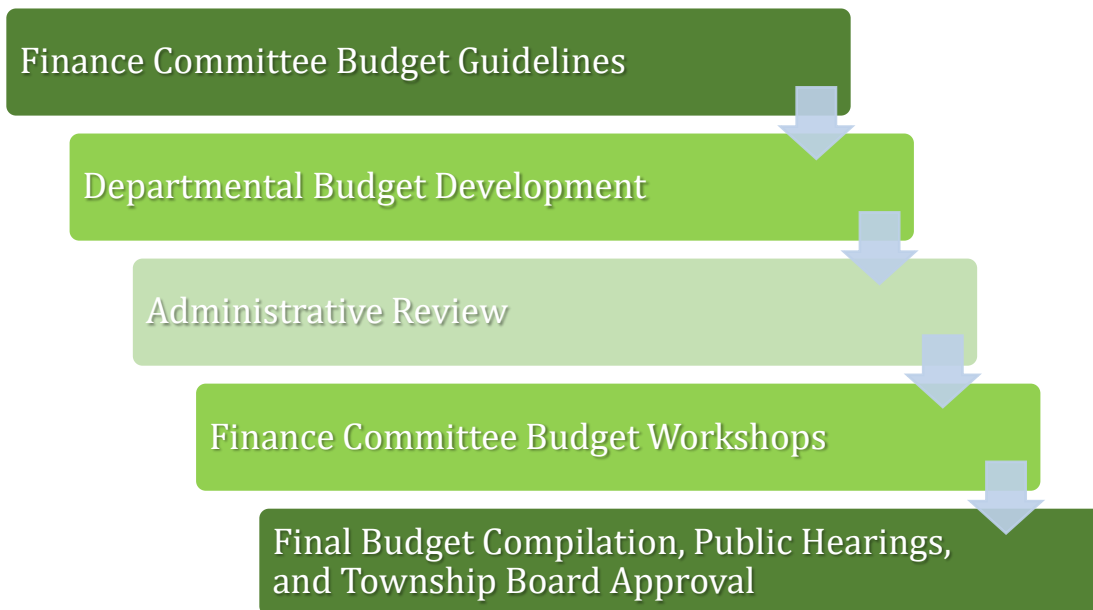 Finance Committee Budget Guidelines
Departmental Budget Development
Administrative Review
Finance Committee Budget Workshops
Final Budget Compilation, Public Hearings,
and Township Board Approval